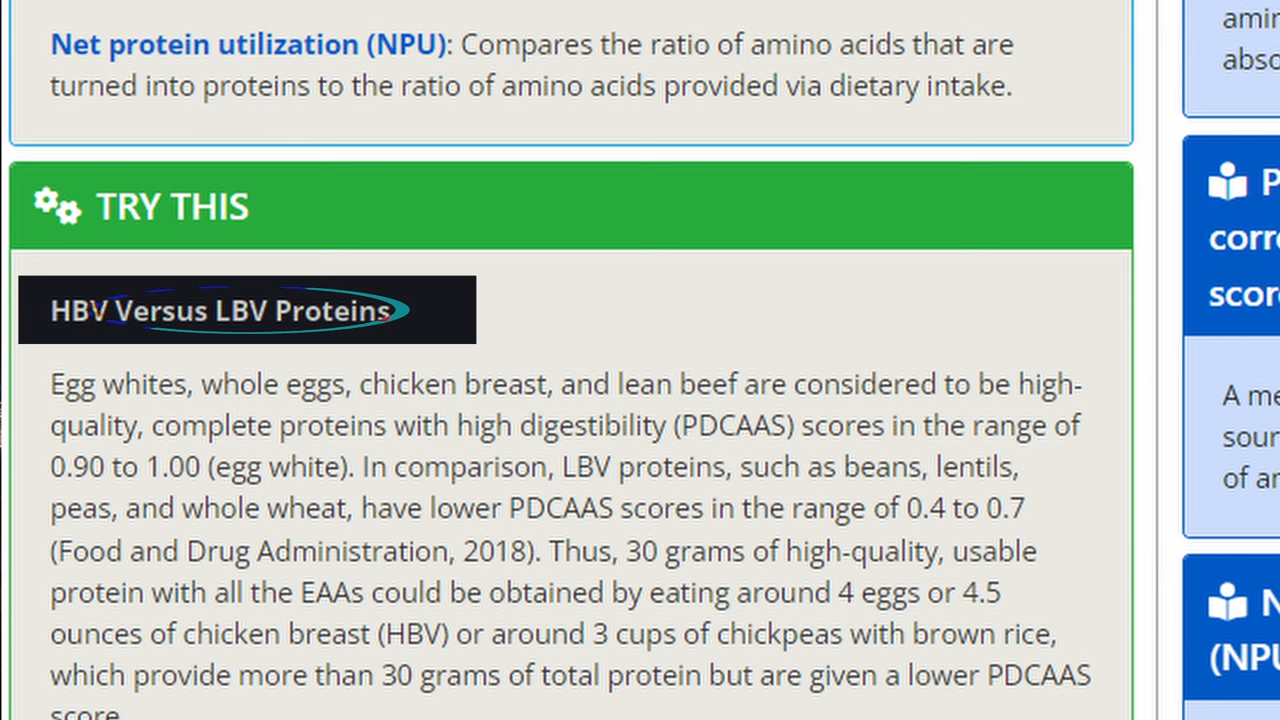 Net protein utilization (NPU): Compares the ratio of amino acids that are
turned into proteins to the ratio of amino acids provided via dietary intake.
TRY THIS
HBV Versus LBV Proteins
Egg whites, whole eggs, chicken breast, and lean beef are considered to be high-
quality, complete proteins with high digestibility (PDCAAS) scores in the range of
0.90 to 1.00 (egg white). In comparison, LBV proteins, such as beans, lentils,
peas, and whole wheat, have lower PDCAAS scores in the range of 0.4 to 0.7
(Food and Drug Administration, 2018). Thus, 30 grams of high-quality, usable
protein with all the EAAs could be obtained by eating around 4 eggs or 4.5
ounces of chicken breast (HBV) or around 3 cups of chickpeas with brown rice,
which provide more than 30 grams of total protein but are given a lower PDCAAS
score.
A
of
(NPU